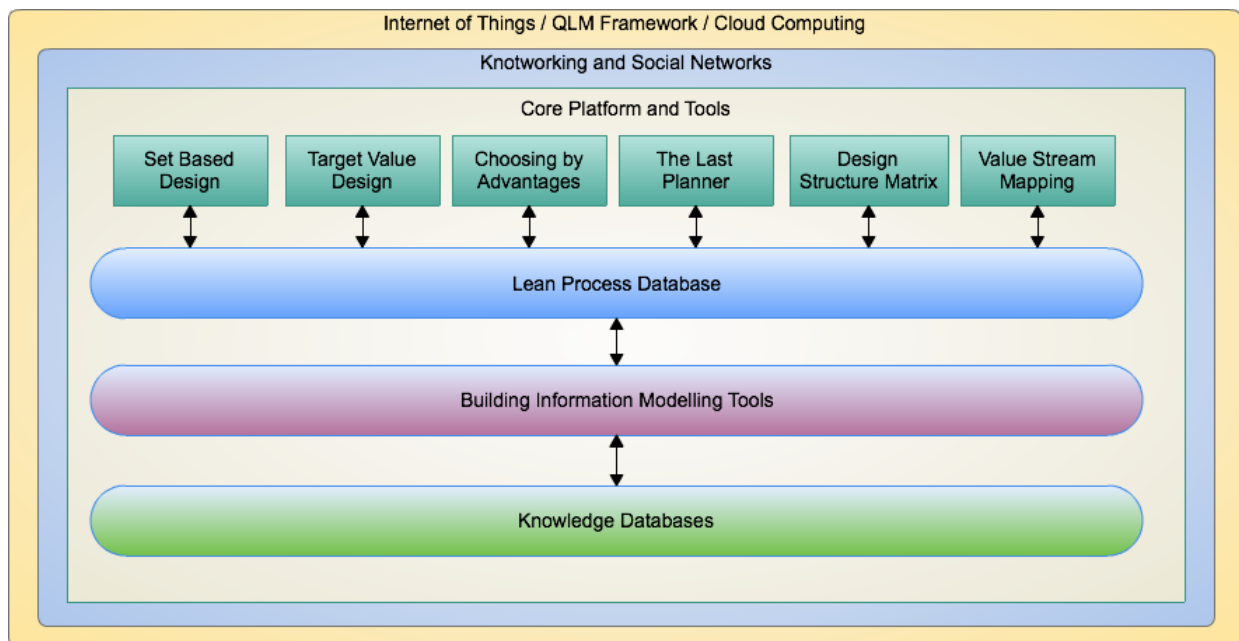 Internet of Things / QLM Framework / Cloud Computing
Knotworking and Social Networks
Core Platform and Tools
Set Based
Design
Target Value
Design
Choosing by
Advantages
The Last
Planner
Design
Structure Matrix
Value Stream
Mapping
Lean Process Database
Building Information Modelling Tools
Knowledge Databases